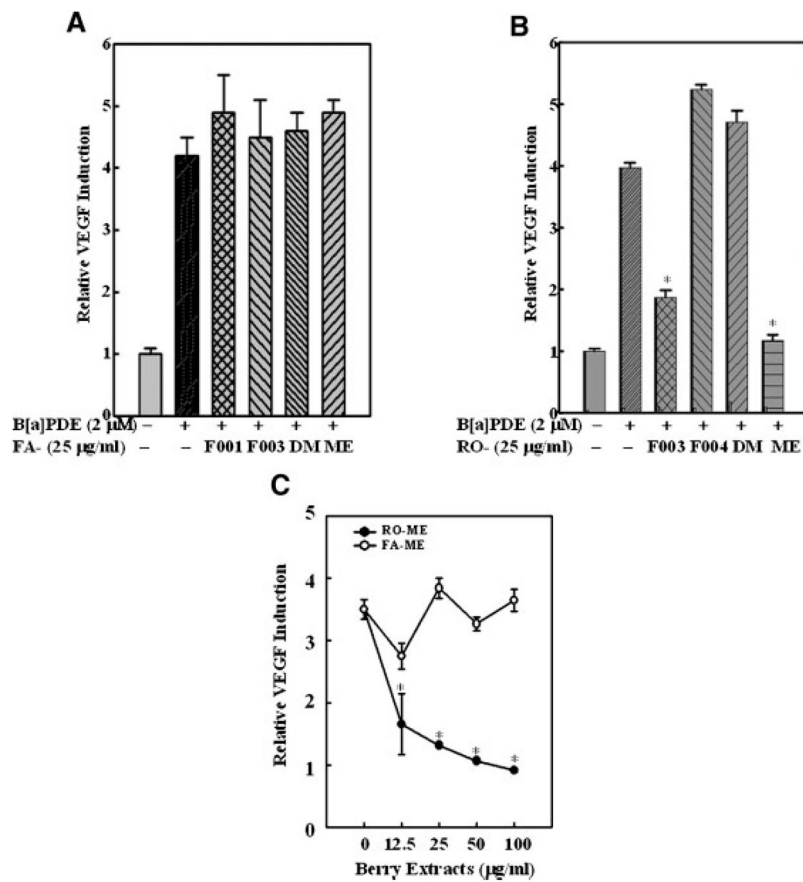 A
6
5
4
3
2
1
0
Relative VEGF Induction
B[a]PDE (2 µM) – + + + + +
FA- (25 µg/ml) – – F001 F003 DM ME
B
6
5
4
3
2
1
0
Relative VEGF Induction
* *
B[a]PDE (2 µM) – + + + + +
RO- (25 µg/ml) – – F003 F004 DM ME
C
5
4
3
2
1
0
Relative VEGF Induction
RO-ME
FA-ME
* * * *
0 12.5 25 50 100
Berry Extracts (µg/ml)